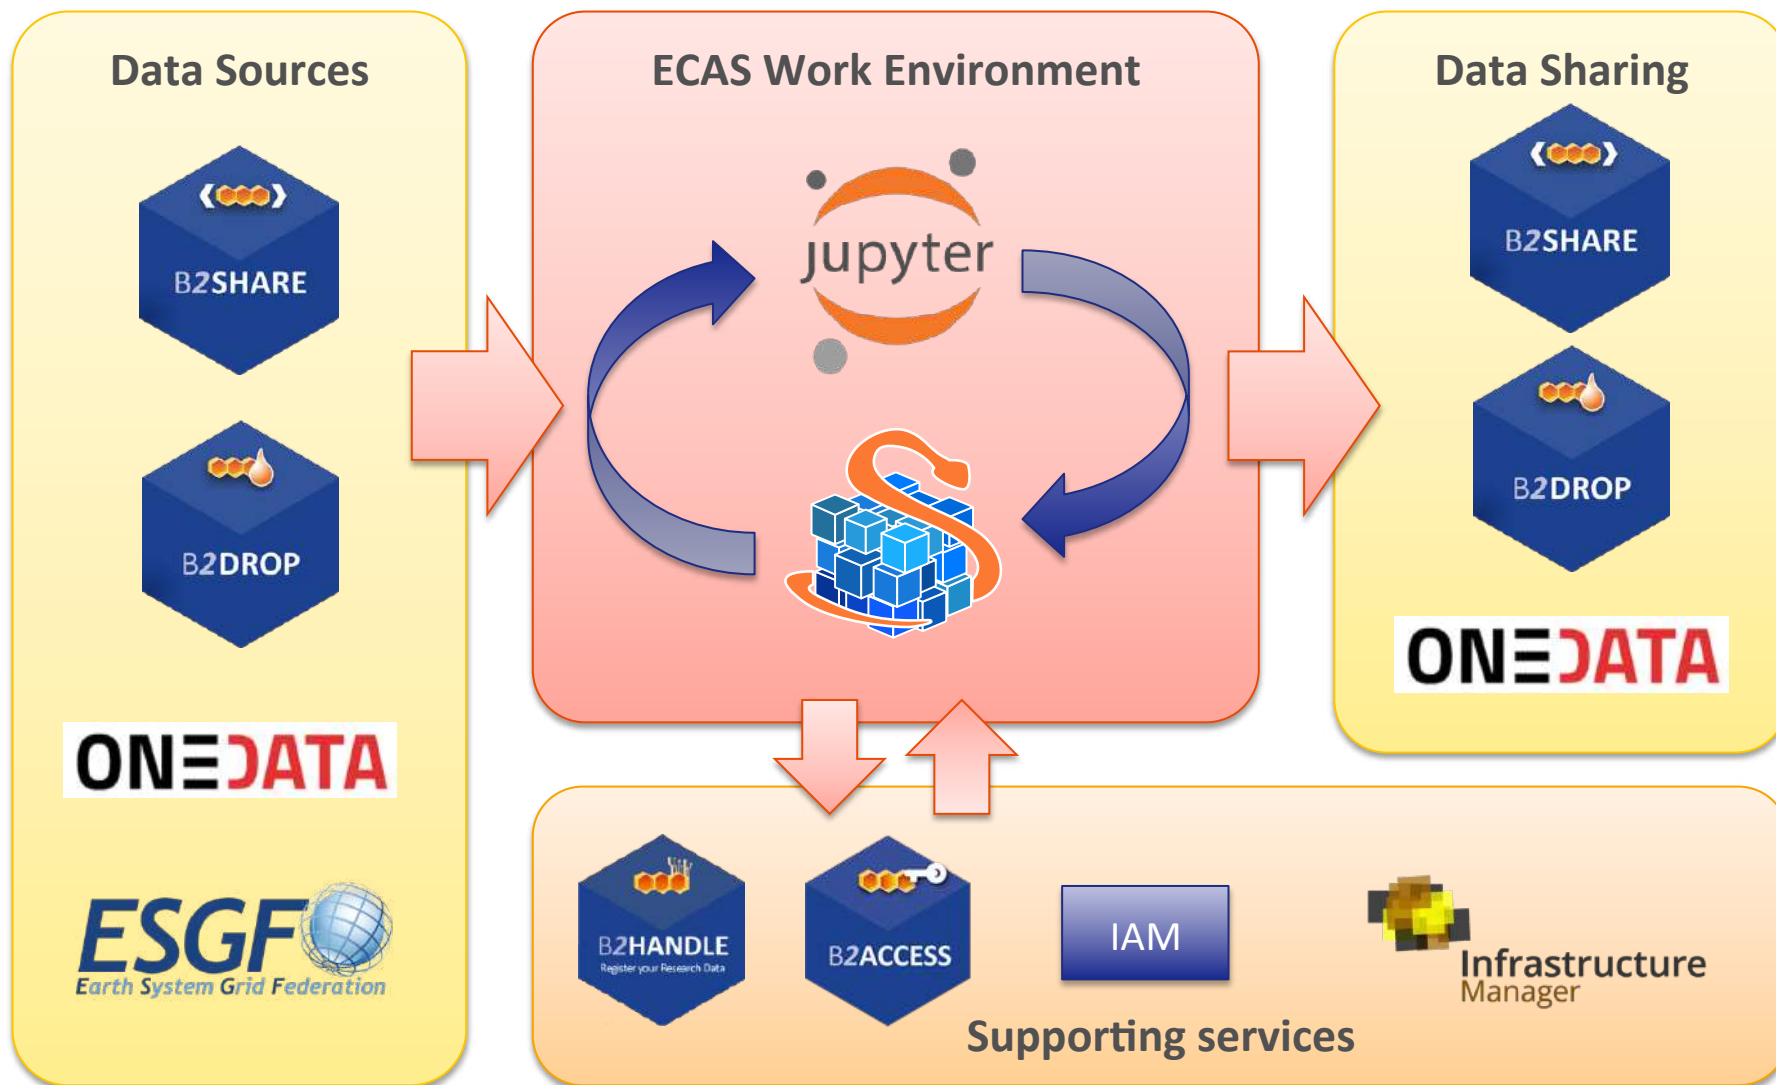 Data Sources
B2SHARE
B2DROP
ONEDATA
ESGF
Earth System Grid Federation
ECAS Work Environment
jupyter
Data Sharing
B2SHARE
B2DROP
ONEDATA
B2HANDLE
Register your Research Data
B2ACCESS
IAM
Infrastructure
Manager
Supporting services